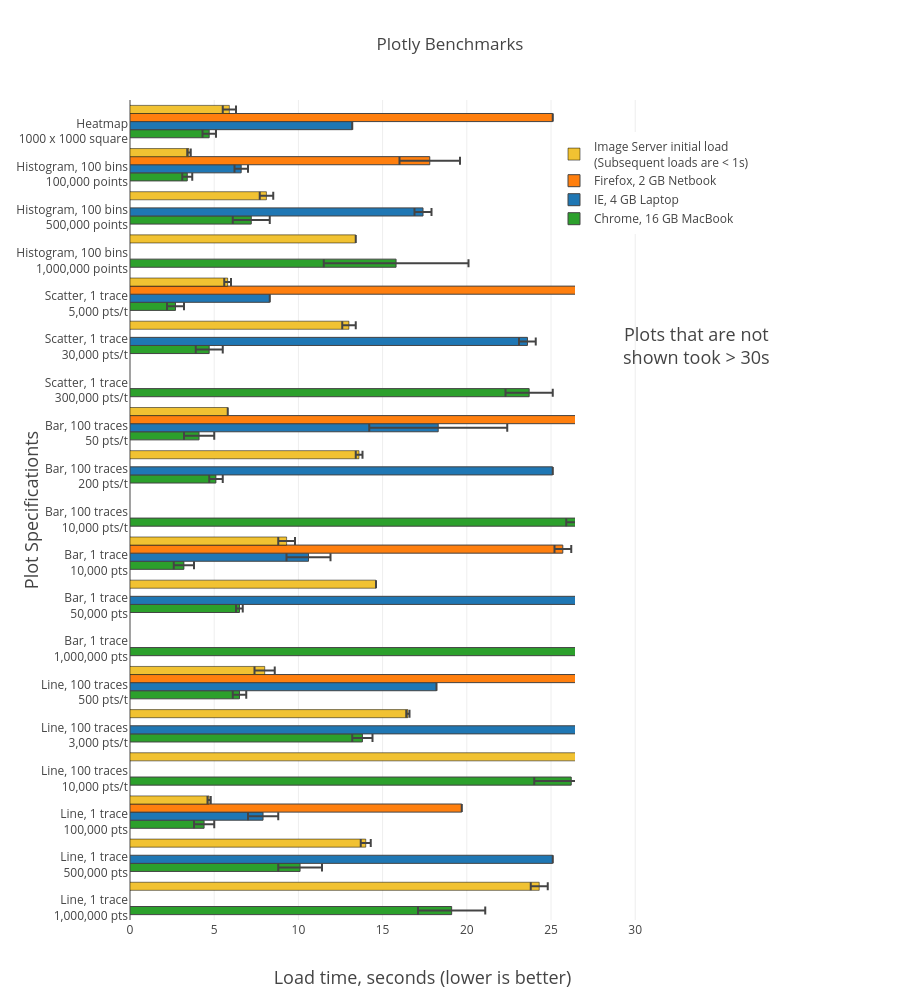 Plotly Benchmarks
Heatmap
1000 x 1000 square
Histogram, 100 bins
100,000 points
Histogram, 100 bins
500,000 points
Histogram, 100 bins
1,000,000 points
Scatter, 1 trace
5,000 pts/t
Scatter, 1 trace
30,000 pts/t
Scatter, 1 trace
300,000 pts/t
Bar, 100 traces
50 pts/t
Bar, 100 traces
200 pts/t
Bar, 100 traces
10,000 pts/t
Bar, 1 trace
10,000 pts
Bar, 1 trace
50,000 pts
Bar, 1 trace
1,000,000 pts
Line, 100 traces
500 pts/t
Line, 100 traces
3,000 pts/t
Line, 100 traces
10,000 pts/t
Line, 1 trace
100,000 pts
Line, 1 trace
500,000 pts
Line, 1 trace
1,000,000 pts
Plot Specificationts
0 5 10 15 20 25 30
Load time, seconds (lower is better)
Image Server initial load
(Subsequent loads are < 1s)
Firefox, 2 GB Netbook
IE, 4 GB Laptop
Chrome, 16 GB MacBook
Plots that are not
shown took > 30s